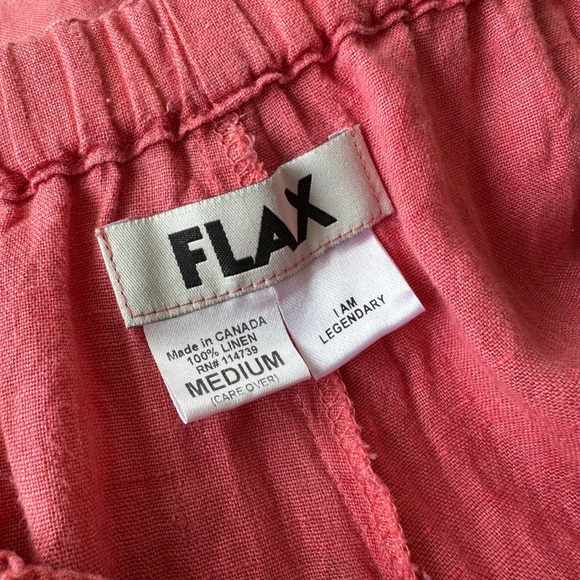 FLAX
Made in CANADA
100% LINEN
RN# 114739
MEDIUM
(CARE OVER)
I AM
LEGENDARY